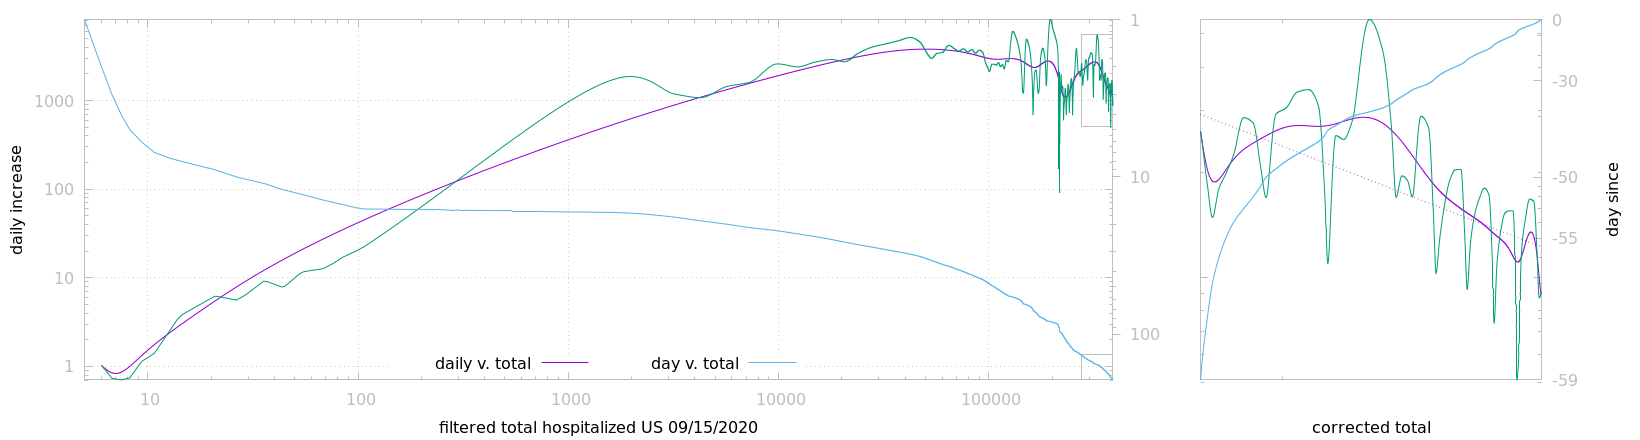 daily increase
1000
100
10
1
10
100
1000
10000
100000
filtered total hospitalized US 09/15/2020
daily v. total
day v. total
1
10
100
0
-30
-50
-55
-59
day since
corrected total